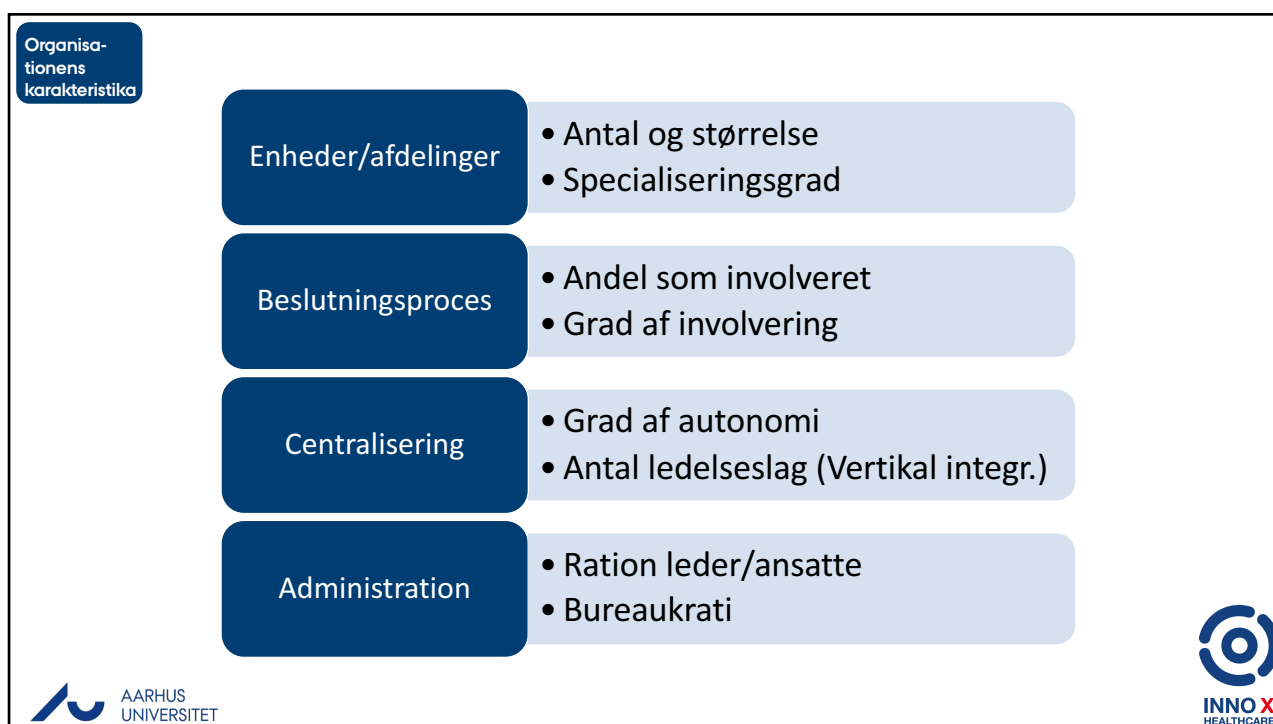 Organisa-
tionens
karakteristika
Enheder/afdelinger
• Antal og størrelse
• Specialiseringsgrad
Beslutningsproces
• Andel som involveret
• Grad af involvering
Centralisering
• Grad af autonomi
• Antal ledelseslag (Vertikal integr.)
Administration
• Ration leder/ansatte
• Bureaukrati
AARHUS
UNIVERSITET
INNO X
HEALTHCARE